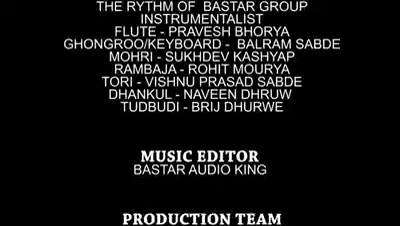 THE RYTHM OF BASTAR GROUP
INSTRUMENTALIST
FLUTE - PRAVESH BHORYA
GHONGROO/KEYBOARD - BALRAM SABDE
MOHRI - SUKHDEV KASHYAP
RAMBAJA - ROHIT MOURYA
TORI - VISHNU PRASAD SABDE
DHANKUL - NAVEEN DHRUW
TUDBUDI - BRIJ DHURWE
MUSIC EDITOR
BASTAR AUDIO KING
PRODUCTION TEAM